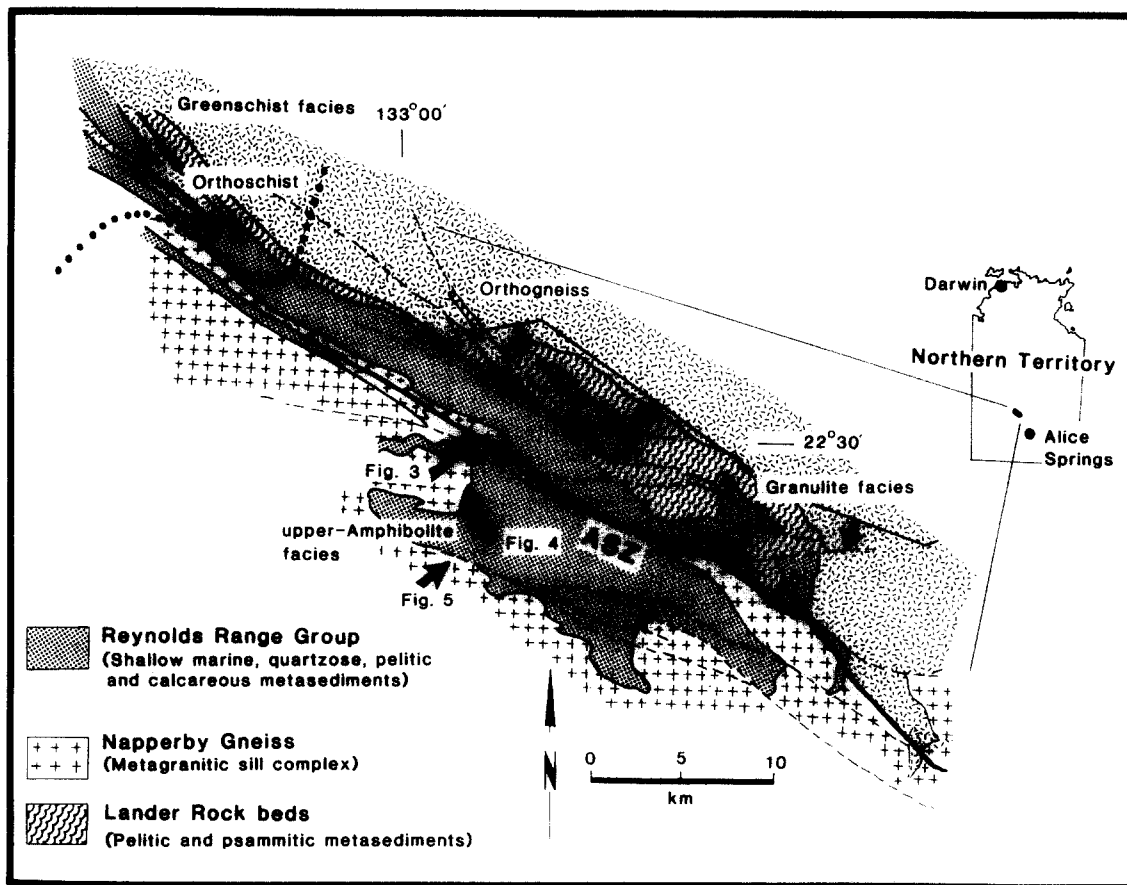 Greenschist facies
133°00′
Orthoschist
Orthogneiss
Darwin
Northern Territory
Alice
Springs
22°30′
Fig. 3
Granulite facies
upper-Amphibolite
facies
Fig. 4
ASZ
Fig. 5
Reynolds Range Group
(Shallow marine, quartzose, pelitic
and calcareous metasediments)
Napperby Gneiss
(Metagranitic sill complex)
Lander Rock beds
(Pelitic and psammitic metasediments)
N
0 5 10
km